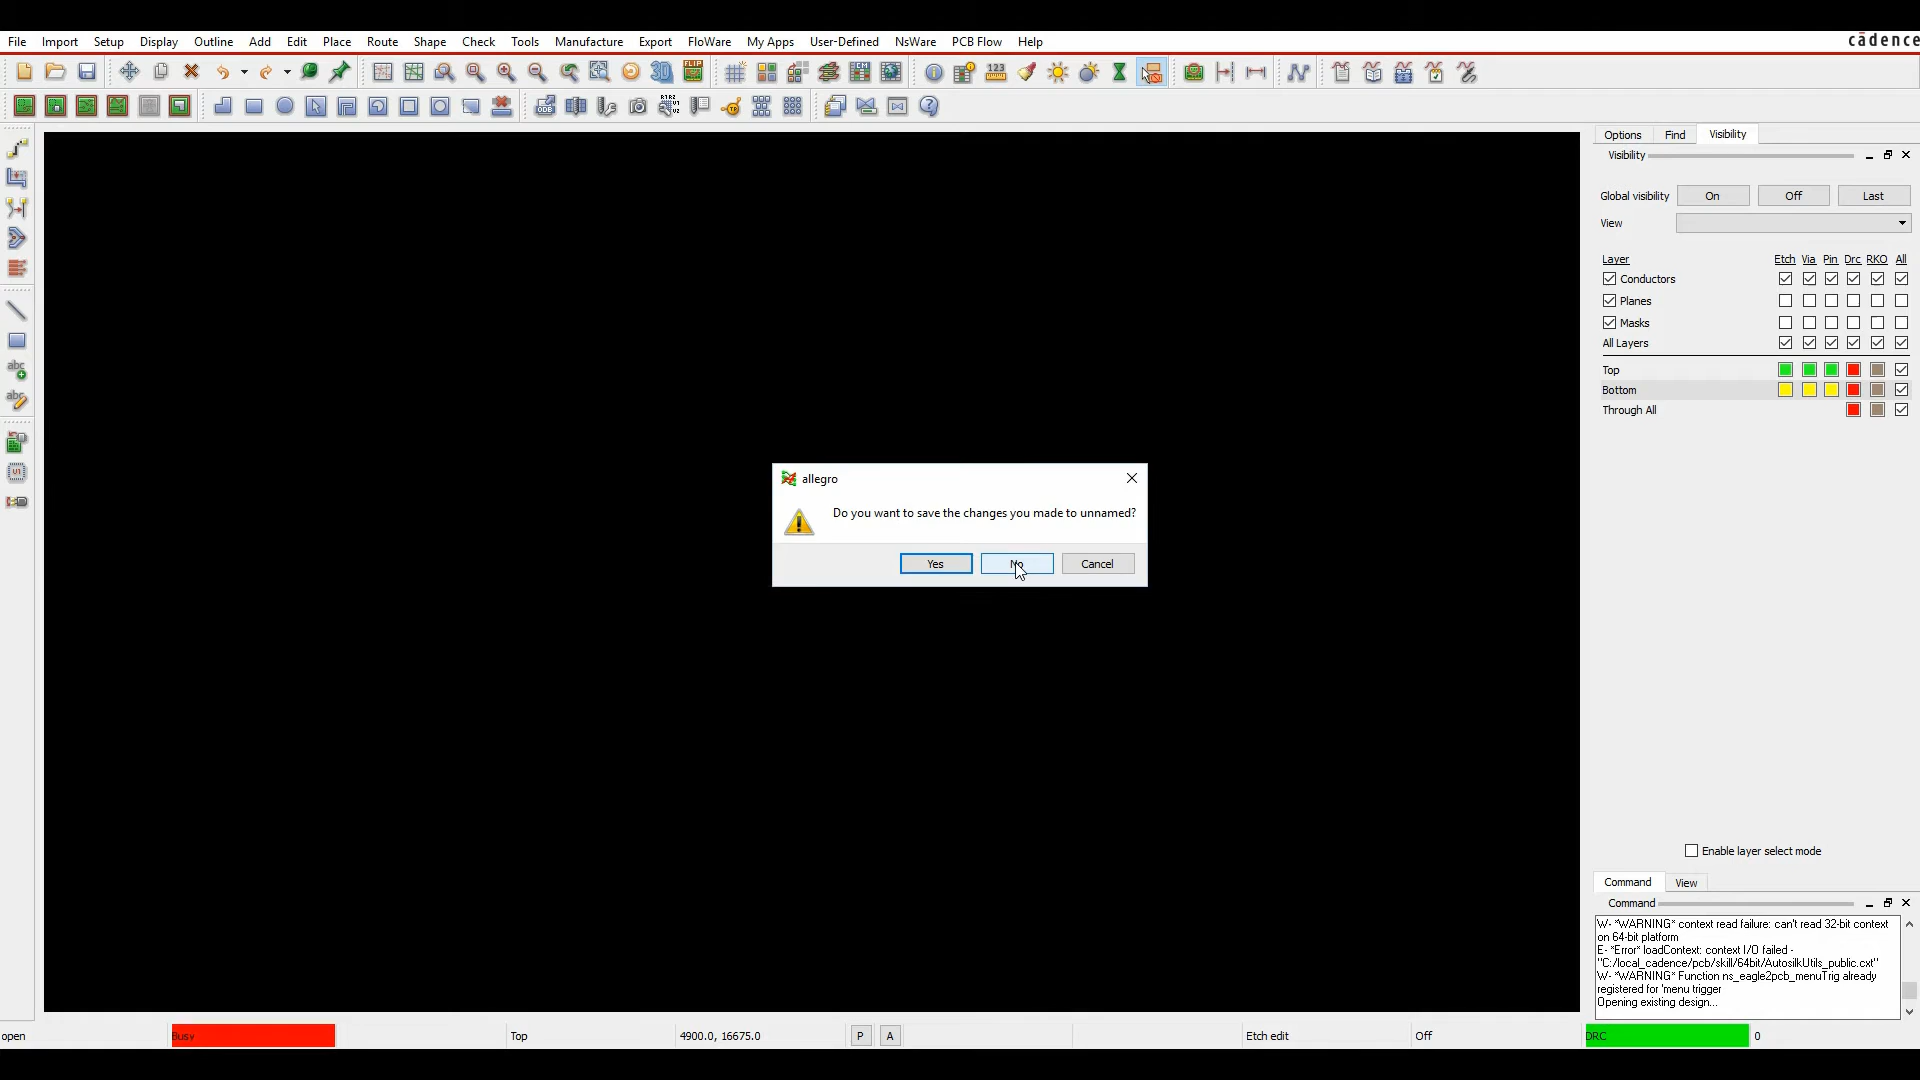 File Import Setup Display Outline Add Edit Place Route Shape Check Tools Manufacture Export FloWare My Apps User-Defined NsWare PCB Flow Help
cādence
Options Find Visibility
Visibility
Global visibility On Off Last
View
Layer Etch Via Pin Drc RKO All
Conductors
Planes
Masks
All Layers
Top
Bottom
Through All
allegro
Do you want to save the changes you made to unnamed?
Yes No Cancel
Enable layer select mode
Command View
Command
W- *WARNING* context read failure: can't read 32-bit context
on 64-bit platform
E- *Error* loadContext: context I/O failed -
"C:/local_cadence/pcb/skill/64bit/AutosilkUtils_public.cxt"
W- *WARNING* Function ns_eagle2pcb_menuTrig already
registered for 'menu trigger
Opening existing design...
open Busy Top 4900.0, 16675.0 P A Etch edit Off DRC 0